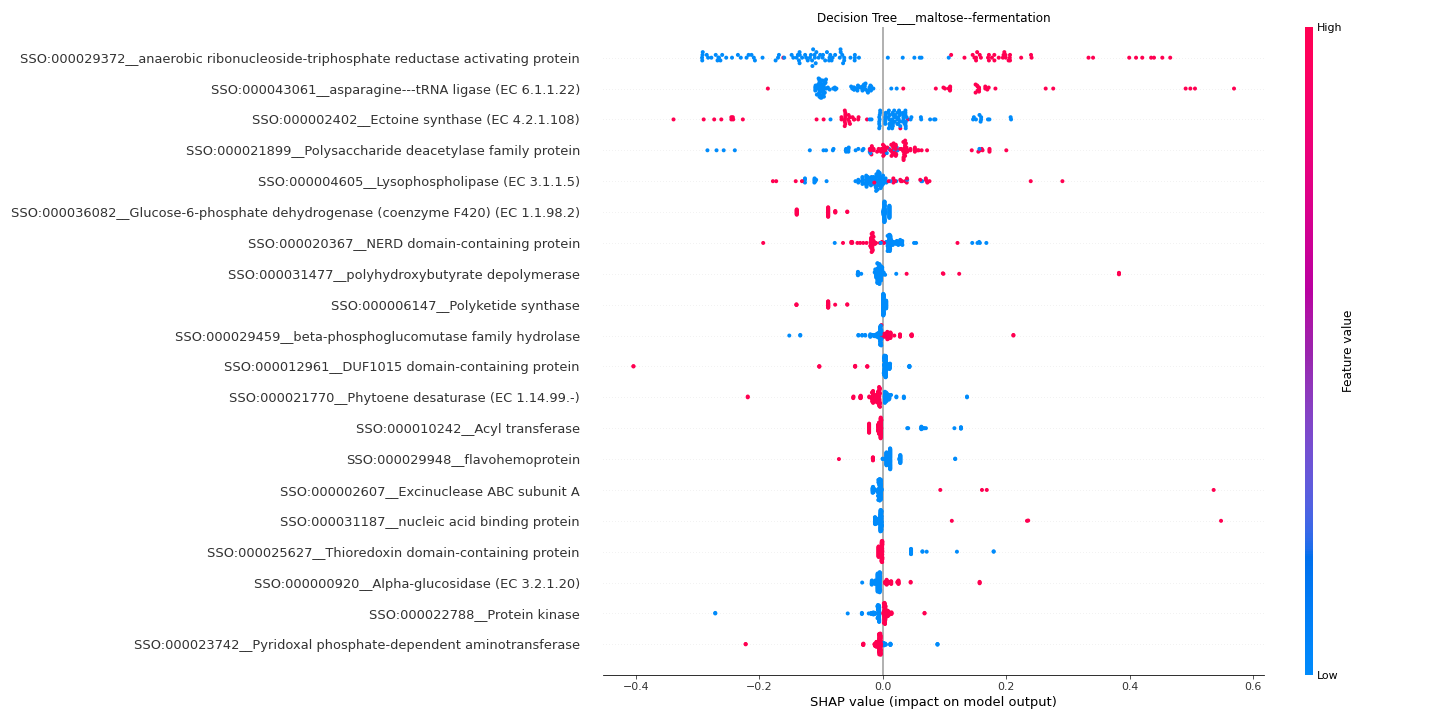 Decision Tree___maltose--fermentation
High
SSO:000029372__anaerobic ribonucleoside-triphosphate reductase activating protein
SSO:000043061__asparagine---tRNA ligase (EC 6.1.1.22)
SSO:000002402__Ectoine synthase (EC 4.2.1.108)
SSO:000021899__Polysaccharide deacetylase family protein
SSO:000004605__Lysophospholipase (EC 3.1.1.5)
SSO:000036082__Glucose-6-phosphate dehydrogenase (coenzyme F420) (EC 1.1.98.2)
SSO:000020367__NERD domain-containing protein
SSO:000031477__polyhydroxybutyrate depolymerase
SSO:000006147__Polyketide synthase
SSO:000029459__beta-phosphoglucomutase family hydrolase
Feature value
SSO:000012961__DUF1015 domain-containing protein
SSO:000021770__Phytoene desaturase (EC 1.14.99.-)
SSO:000010242__Acyl transferase
SSO:000029948__flavohemoprotein
SSO:000002607__Excinuclease ABC subunit A
SSO:000031187__nucleic acid binding protein
SSO:000025627__Thioredoxin domain-containing protein
SSO:000000920__Alpha-glucosidase (EC 3.2.1.20)
SSO:000022788__Protein kinase
SSO:000023742__Pyridoxal phosphate-dependent aminotransferase
Low
−0.4 −0.2 0.0 0.2 0.4 0.6
SHAP value (impact on model output)